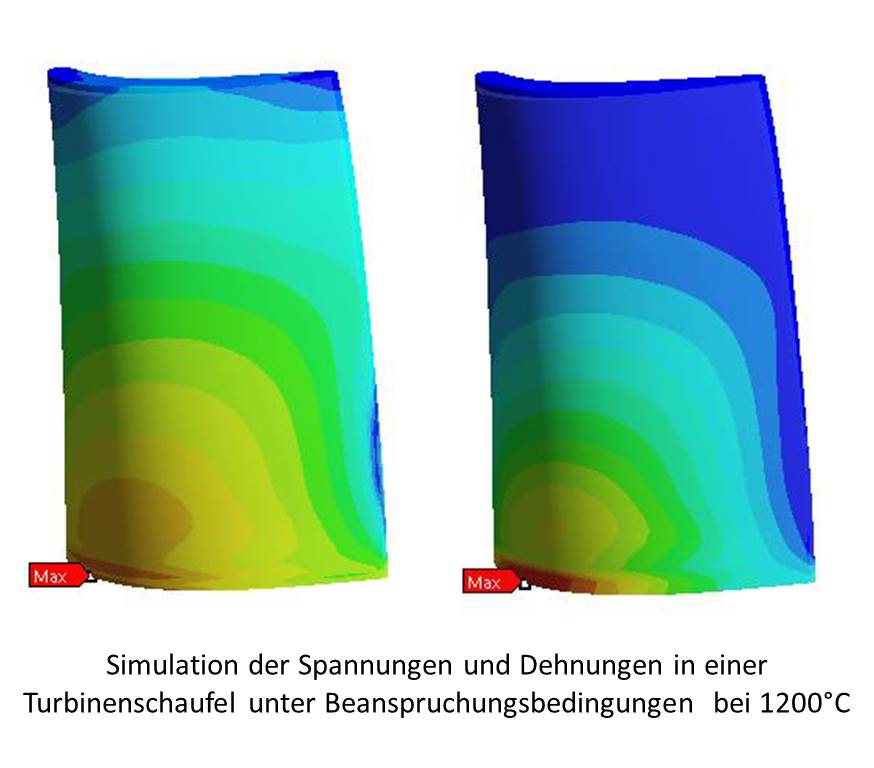 Max
Max
Simulation der Spannungen und Dehnungen in einer
Turbinenschaufel unter Beanspruchungsbedingungen bei 1200°C